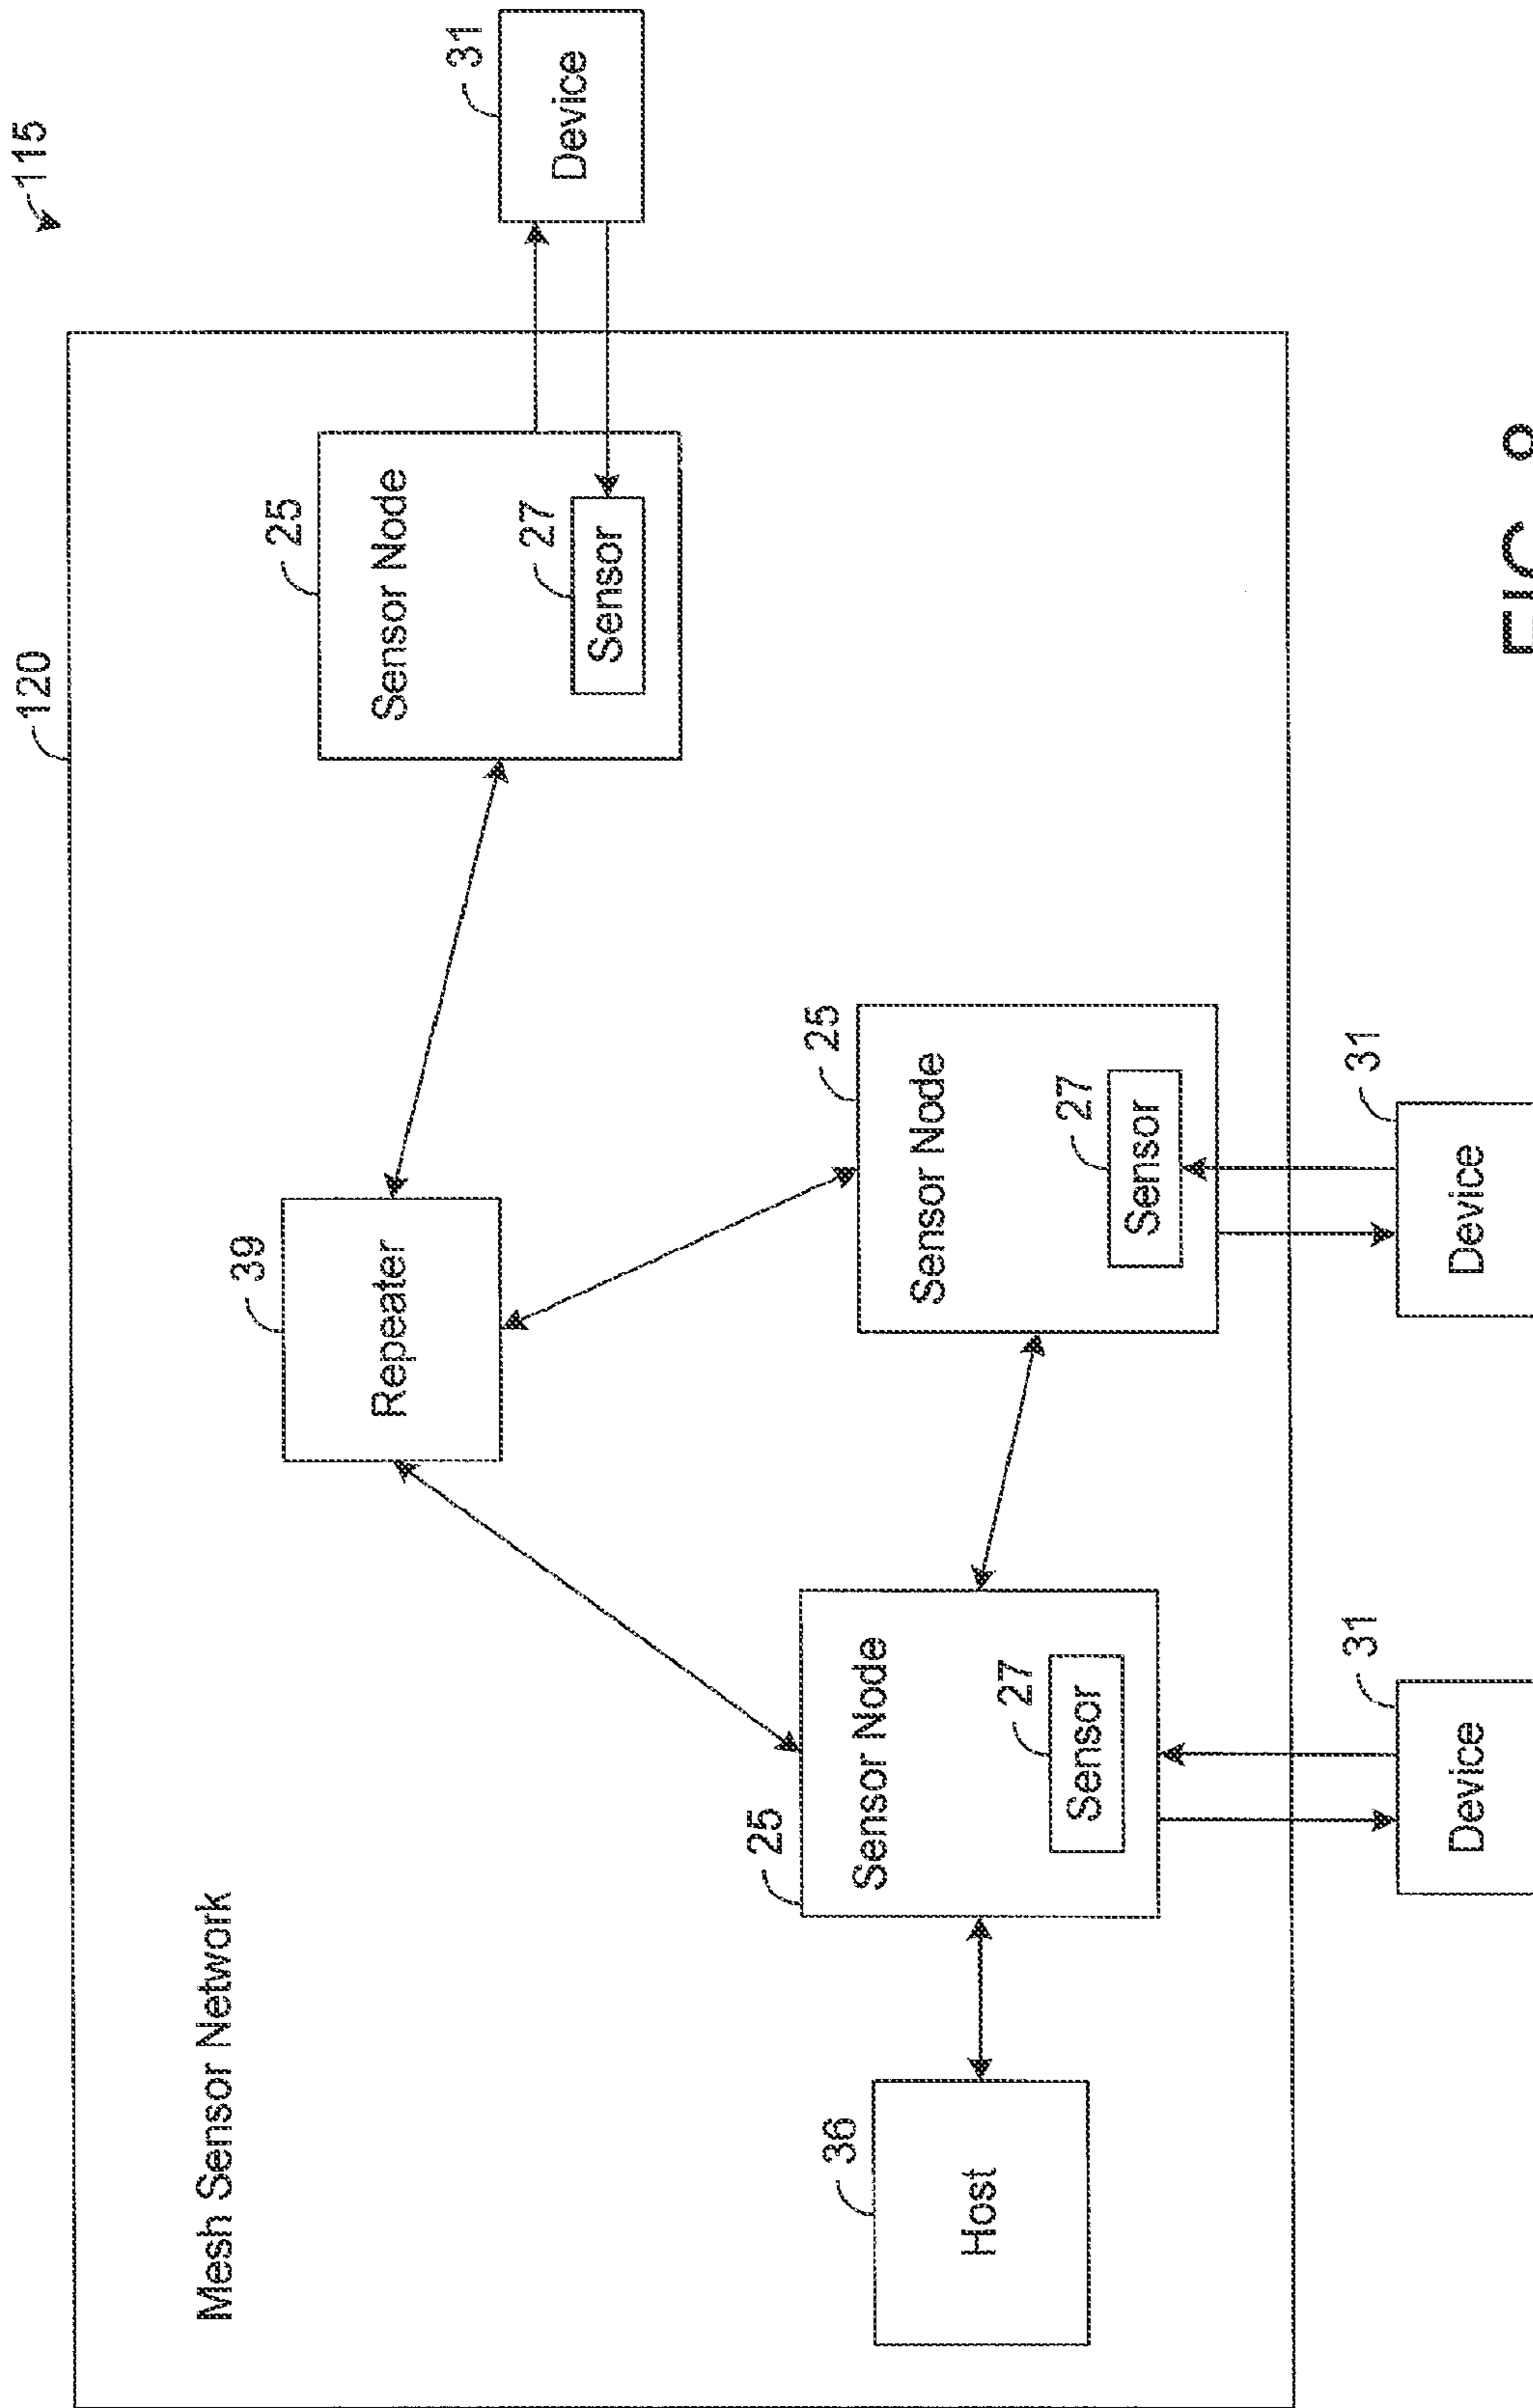 115
120
Mesh Sensor Network
39
Repeater
25
Sensor Node
27
Sensor
31
Device
36
Host
25
Sensor Node
27
Sensor
25
Sensor Node
27
Sensor
31
Device
31
Device
FIG